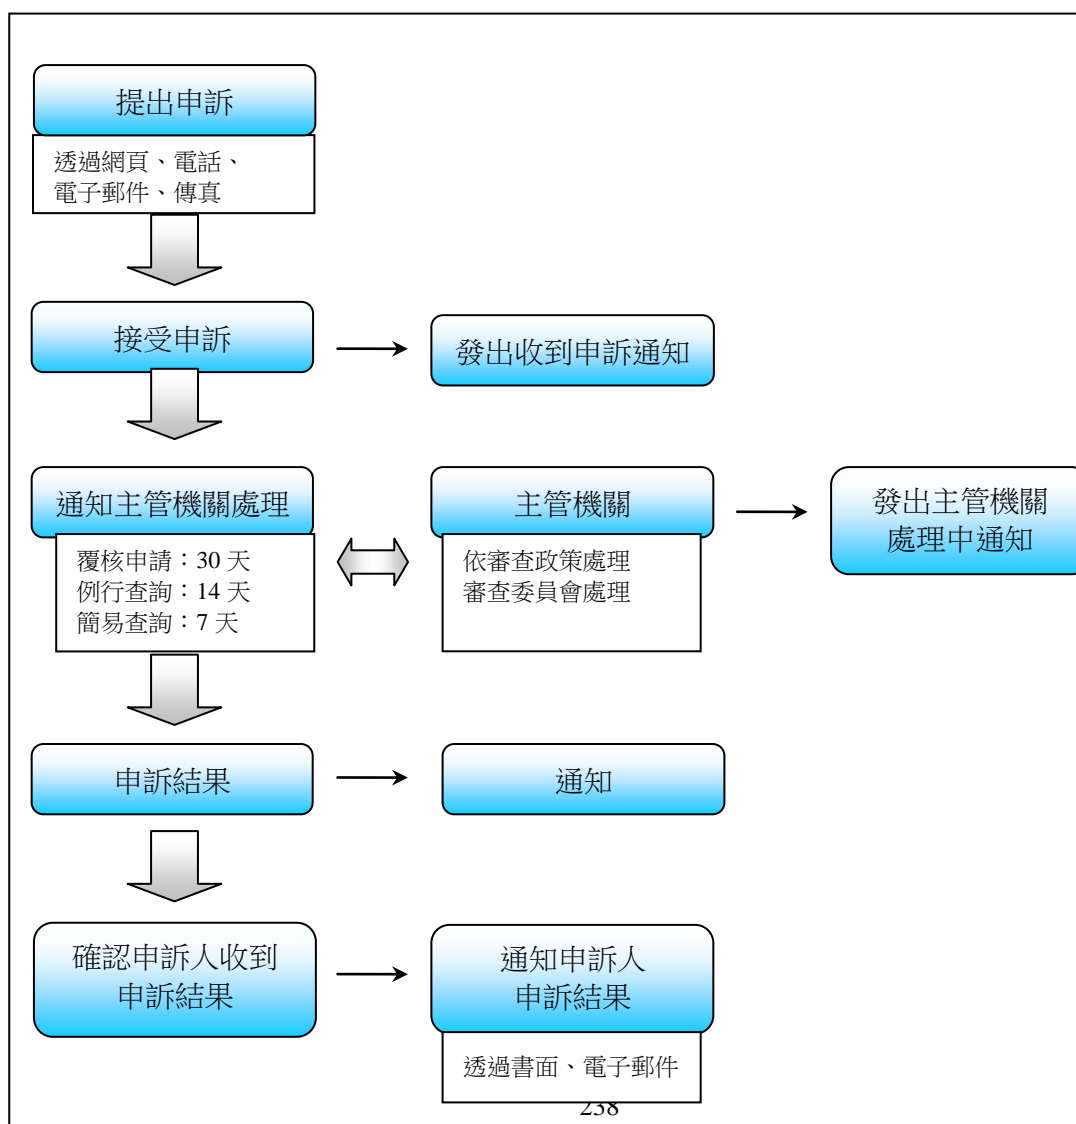 提出申訴
透過網頁、電話、
電子郵件、傳真
接受申訴
發出收到申訴通知
通知主管機關處理
覆核申請：30 天
例行查詢：14 天
簡易查詢：7 天
主管機關
依審查政策處理
審查委員會處理
發出主管機關
處理中通知
申訴結果
通知
確認申訴人收到
申訴結果
通知申訴人
申訴結果
透過書面、電子郵件
238